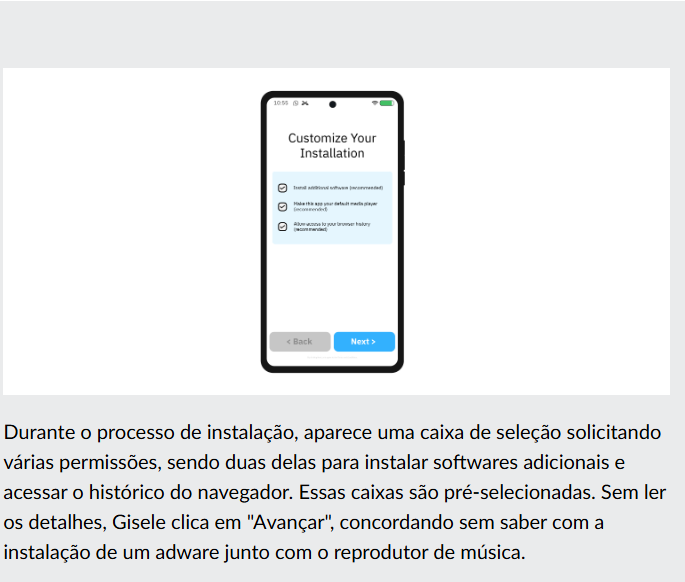 10:55
Customize Your
Installation
Install additional software (recommended)
Make this app your default media player
(recommended)
Allow access to your browser history
(recommended)
< Back
Next >
Durante o processo de instalação, aparece uma caixa de seleção solicitando
várias permissões, sendo duas delas para instalar softwares adicionais e
acessar o histórico do navegador. Essas caixas são pré-selecionadas. Sem ler
os detalhes, Gisele clica em "Avançar", concordando sem saber com a
instalação de um adware junto com o reprodutor de música.